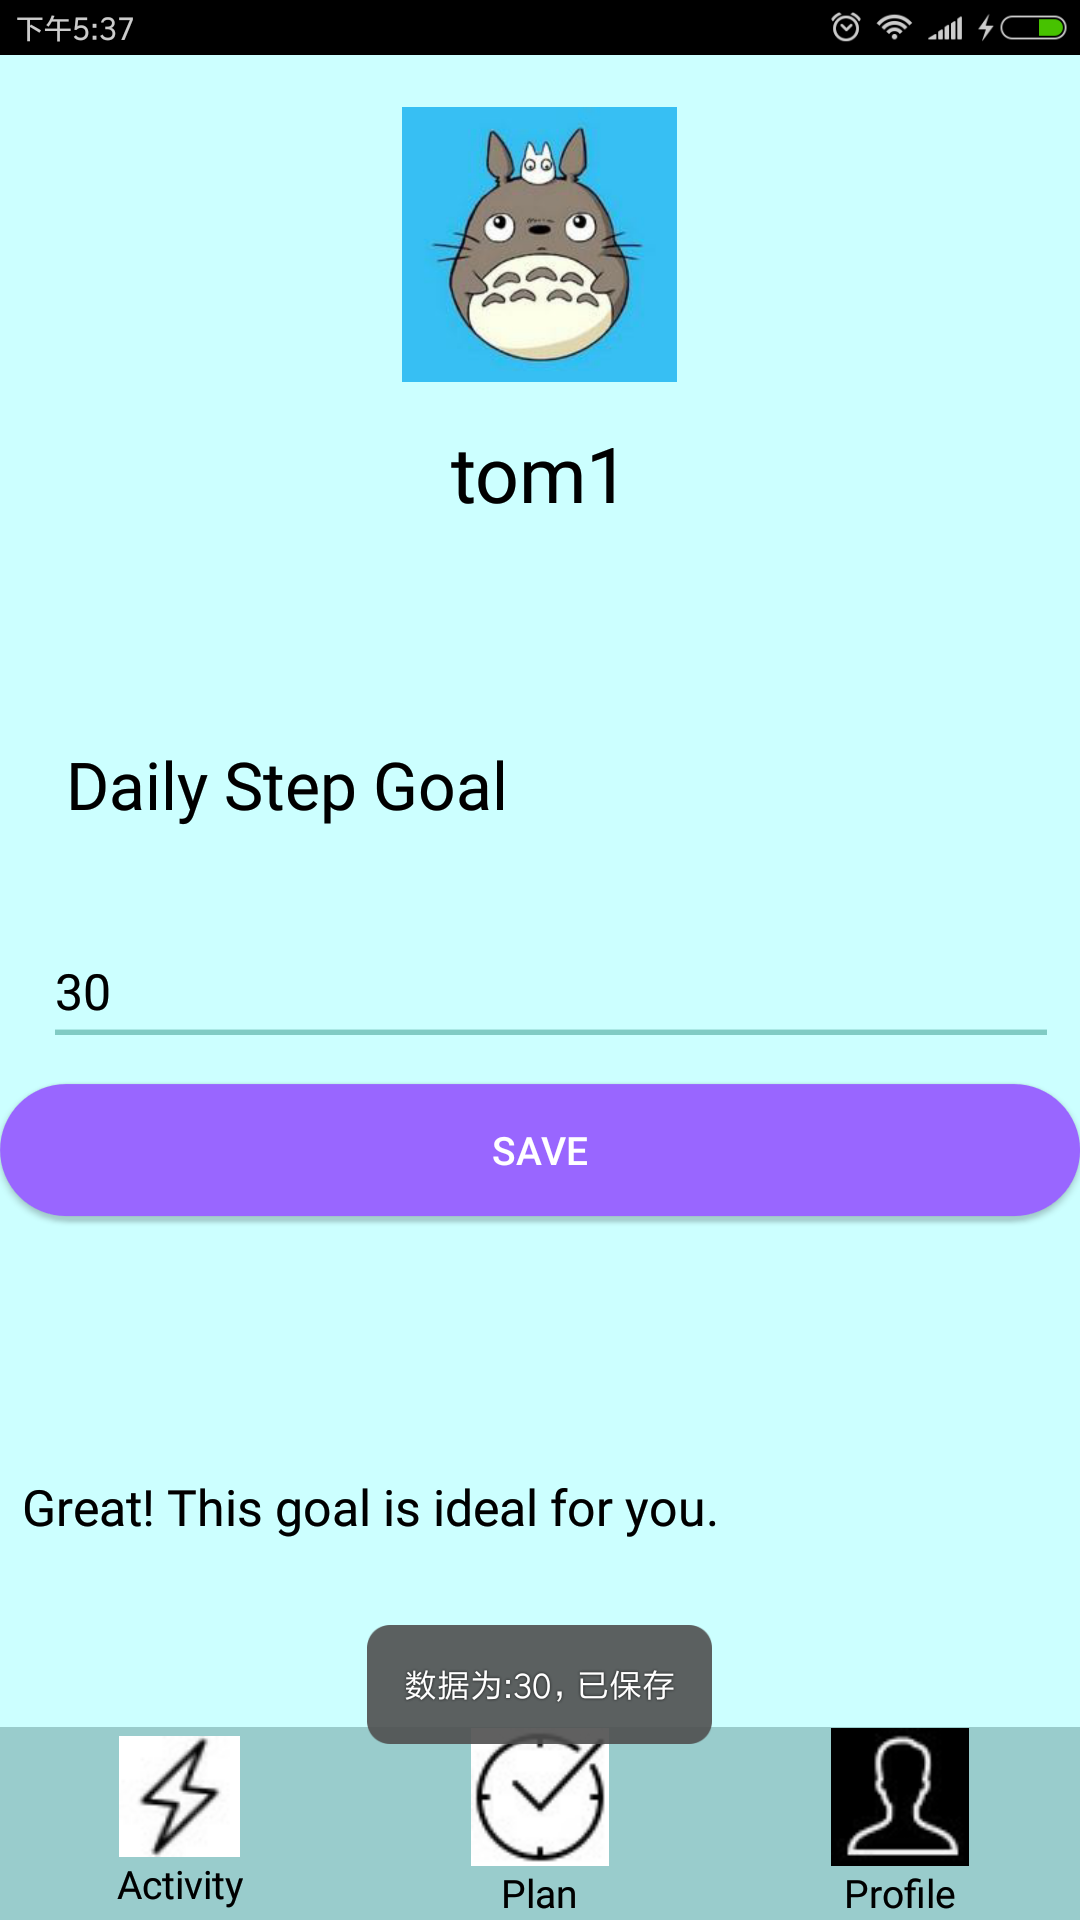 下午5:37
tom1
Daily Step Goal
30
SAVE
Great! This goal is ideal for you.
数据为:30, 已保存
Activity
Plan
Profile